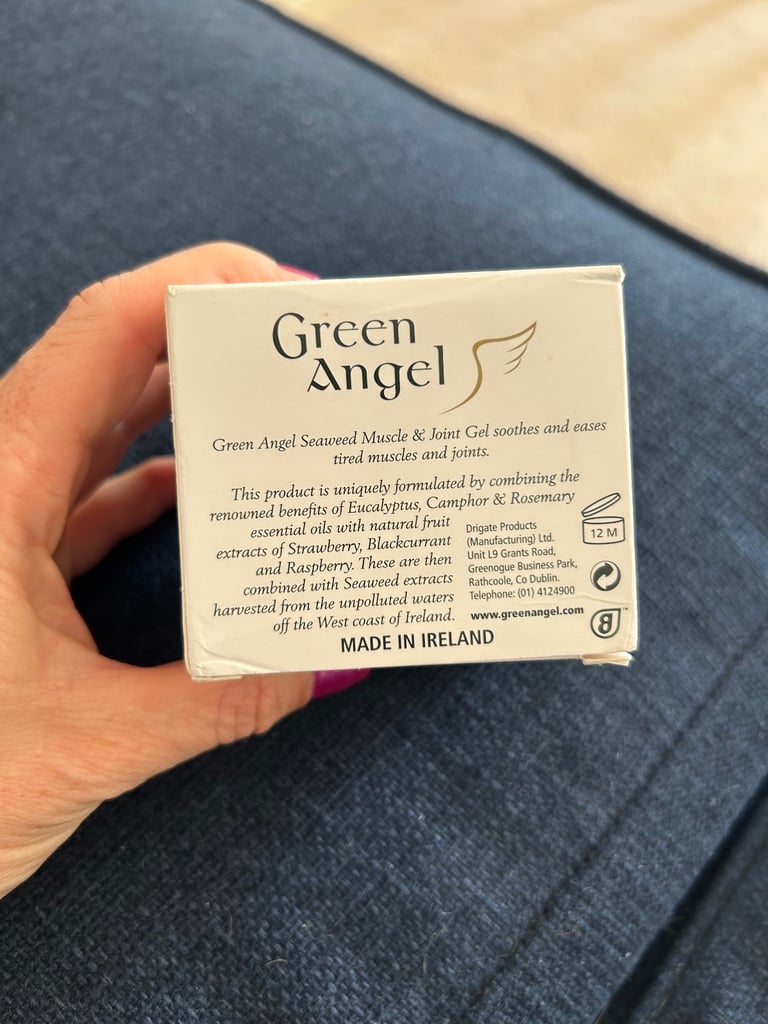 Green
Angel
Green Angel Seaweed Muscle & Joint Gel soothes and eases
tired muscles and joints.
This product is uniquely formulated by combining the
renowned benefits of Eucalyptus, Camphor & Rosemary
essential oils with natural fruit
extracts of Strawberry, Blackcurrant
and Raspberry. These are then
combined with Seaweed extracts
harvested from the unpolluted waters
off the West coast of Ireland.
Drigate Products
(Manufacturing) Ltd.
Unit L9 Grants Road,
Greenogue Business Park,
Rathcoole, Co Dublin.
Telephone: (01) 4124900
www.greenangel.com
12 M
B™
MADE IN IRELAND